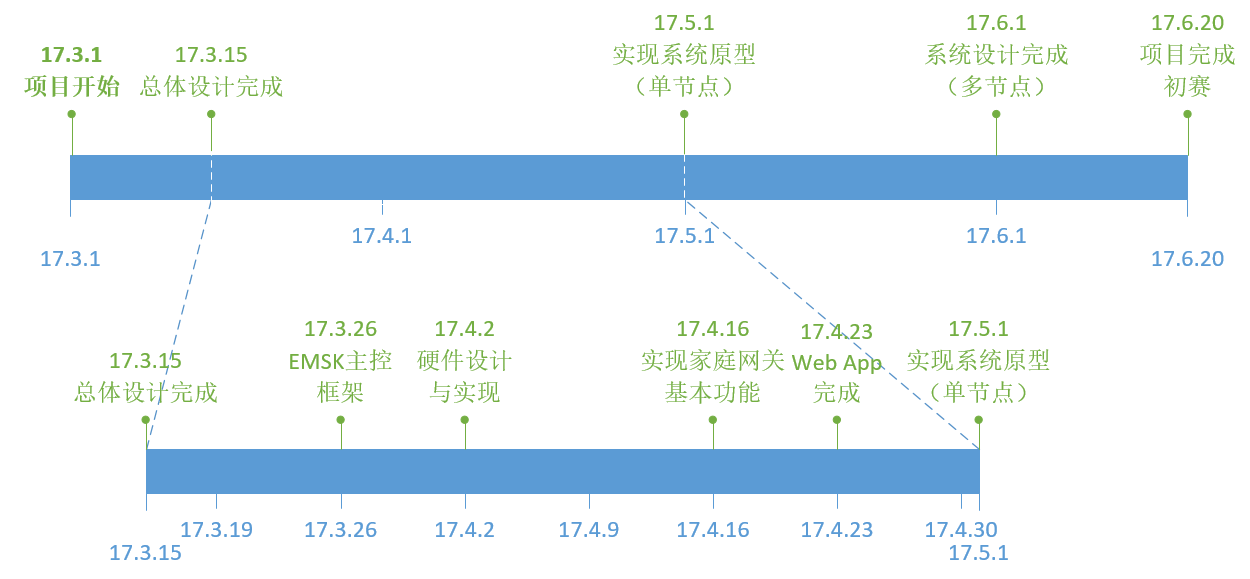 17.3.1
项目开始
17.3.15
总体设计完成
17.5.1
实现系统原型
（单节点）
17.6.1
系统设计完成
（多节点）
17.6.20
项目完成
初赛
17.3.1
17.4.1
17.5.1
17.6.1
17.6.20
17.3.15
总体设计完成
17.3.26
EMSK主控
框架
17.4.2
硬件设计
与实现
17.4.16
实现家庭网关
基本功能
17.4.23
Web App
完成
17.5.1
实现系统原型
（单节点）
17.3.15
17.3.19
17.3.26
17.4.2
17.4.9
17.4.16
17.4.23
17.4.30
17.5.1